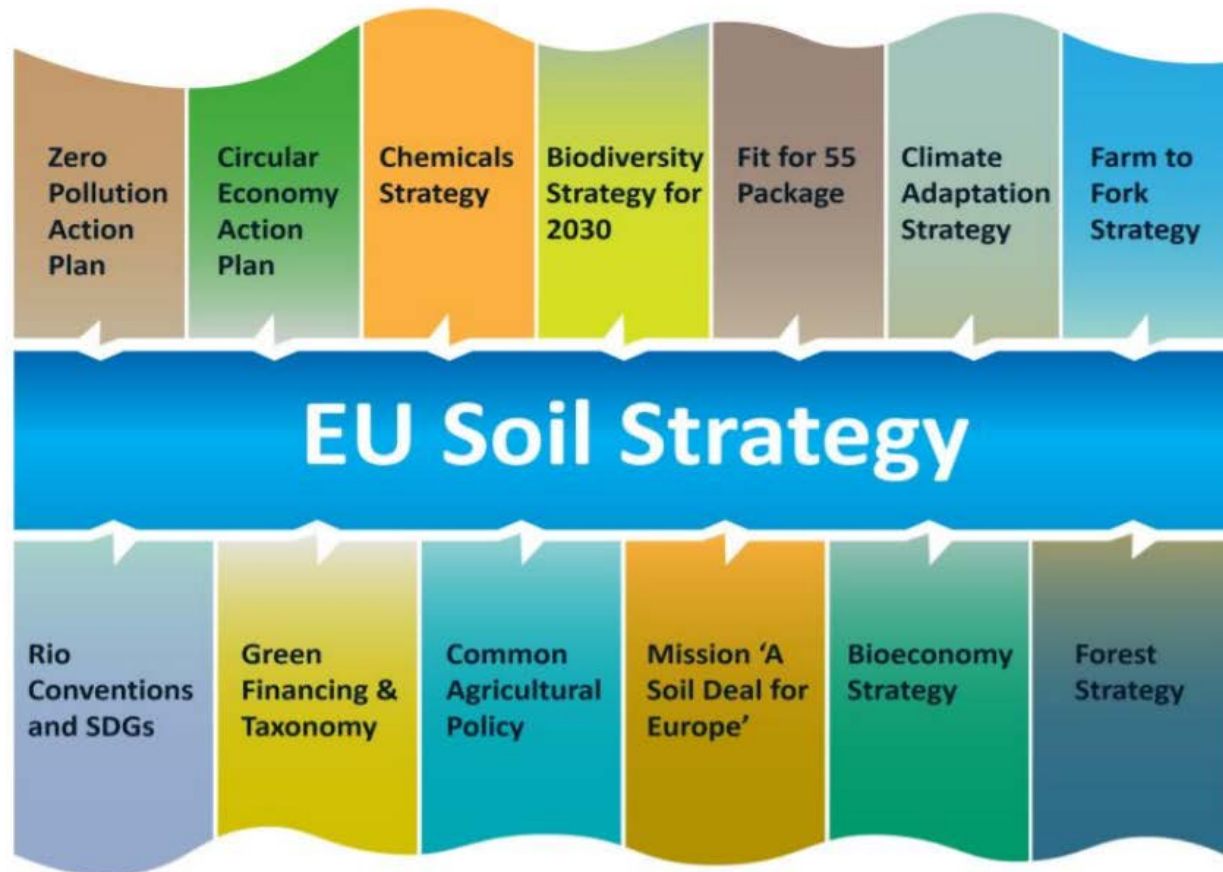 Zero
Pollution
Action
Plan
Circular
Economy
Action
Plan
Chemicals
Strategy
Biodiversity
Strategy for
2030
Fit for 55
Package
Climate
Adaptation
Strategy
Farm to
Fork
Strategy
EU Soil Strategy
Rio
Conventions
and SDGs
Green
Financing &
Taxonomy
Common
Agricultural
Policy
Mission ‘A
Soil Deal for
Europe’
Bioeconomy
Strategy
Forest
Strategy